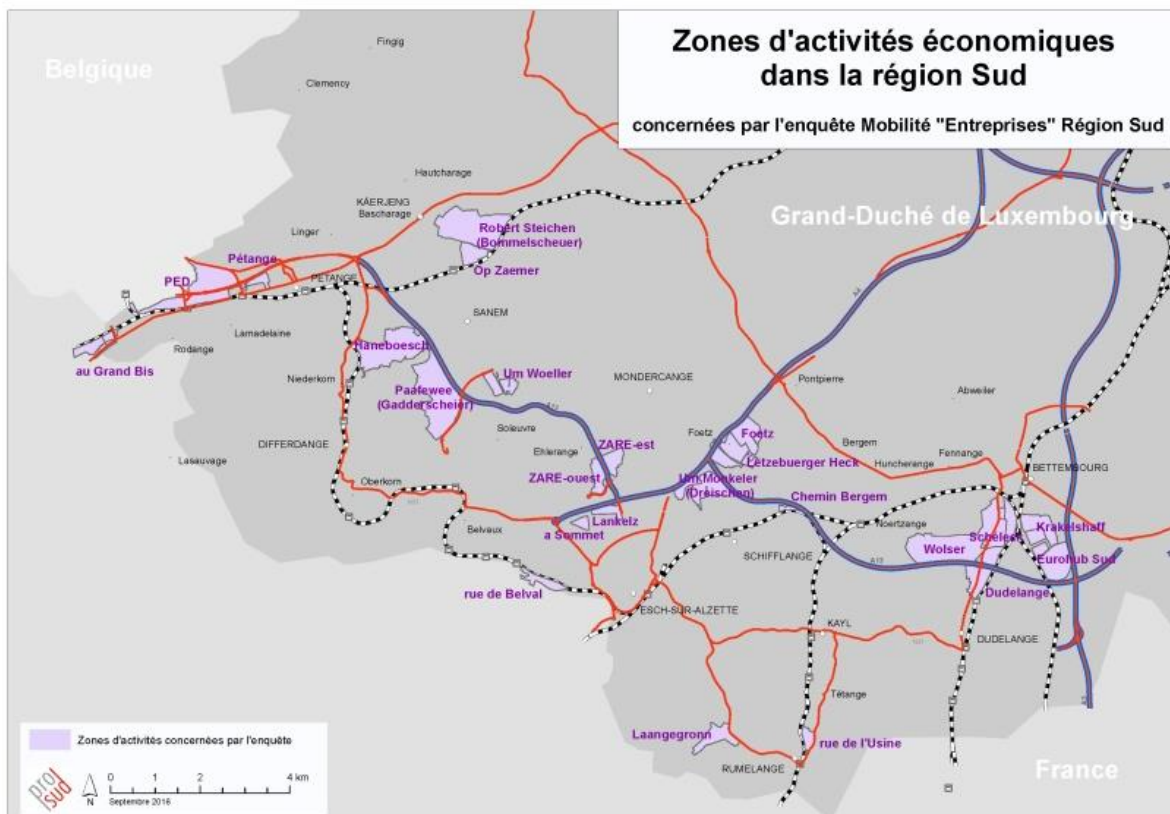 Zones d'activités économiques
dans la région Sud
concernées par l'enquête Mobilité "Entreprises" Région Sud
Belgique
Fingig
Clemency
Hautcharage
KÄERJENG
Bascharage
Grand-Duché de Luxembourg
Robert Steichen
(Bommelscheuer)
Linger
Pétange
Op Zaemer
PED
PÉTANGE
SANEM
Lamadelaine
Rodange
Haneboesch
au Grand Bis
Niederkorn
Paafewee
(Gadderscheier)
Um Woeller
MONDERCANGE
Pontpierre
Abweiler
A4
Soleuvre
DIFFERDANGE
Ehlerange
ZARE-est
Foetz
Foetz
Bergem
Lasauvage
Letzebuerger Heck
Huncherange
Fennange
BETTEMBOURG
Oberkorn
ZARE-ouest
Um Monkeler
(Dreischen)
Chemin Bergem
Lankelz
a Sommet
Belvaux
Noertzange
Krakelshaff
Scheleck
SCHIFFLANGE
Wolser
Eurohub Sud
A13
rue de Belval
Dudelange
ESCH-SUR-ALZETTE
KAYL
DUDELANGE
Tétange
Laangegronn
rue de l'Usine
RUMELANGE
France
Zones d'activités concernées par l'enquête
pro
sud
N
0 1 2 4 km
Septembre 2016